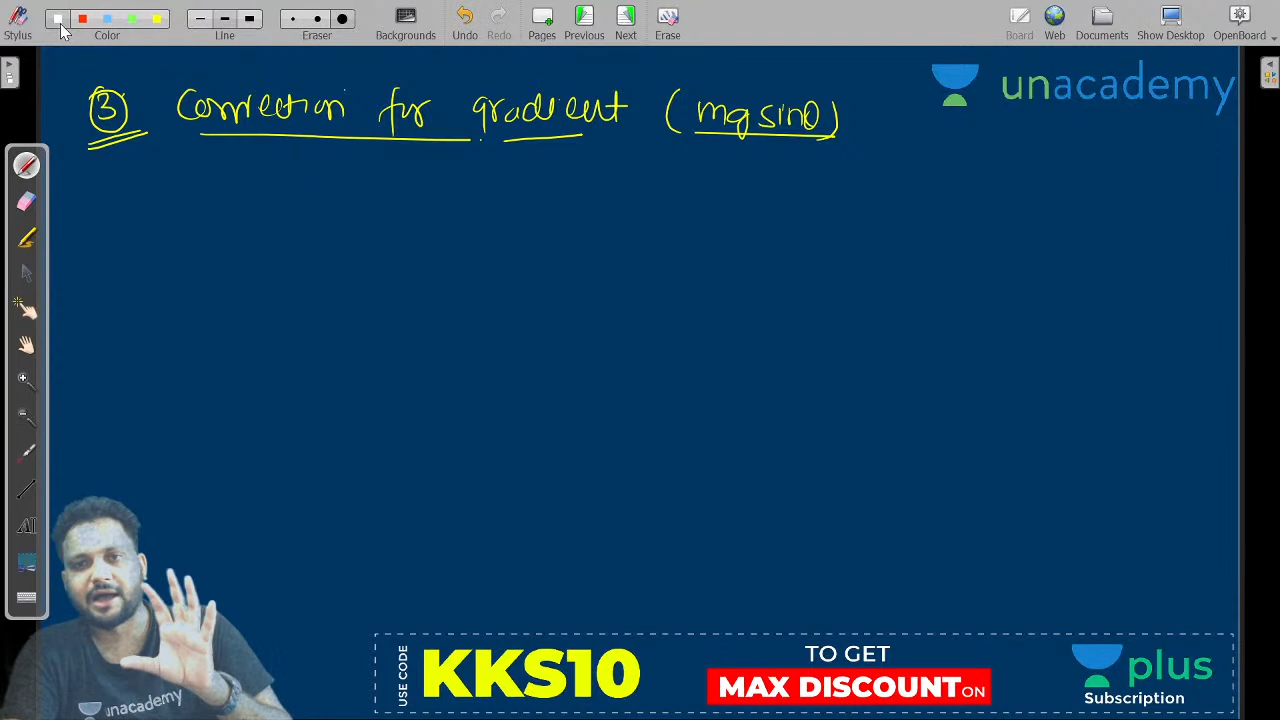 Stylus Color Line Eraser Backgrounds Undo Redo Pages Previous Next Erase Board Web Documents Show Desktop OpenBoard
unacademy
③ Correction for gradient (mg sinθ)
AI
unacademy
USE CODE
KKS10
TO GET
MAX DISCOUNT ON
plus
Subscription